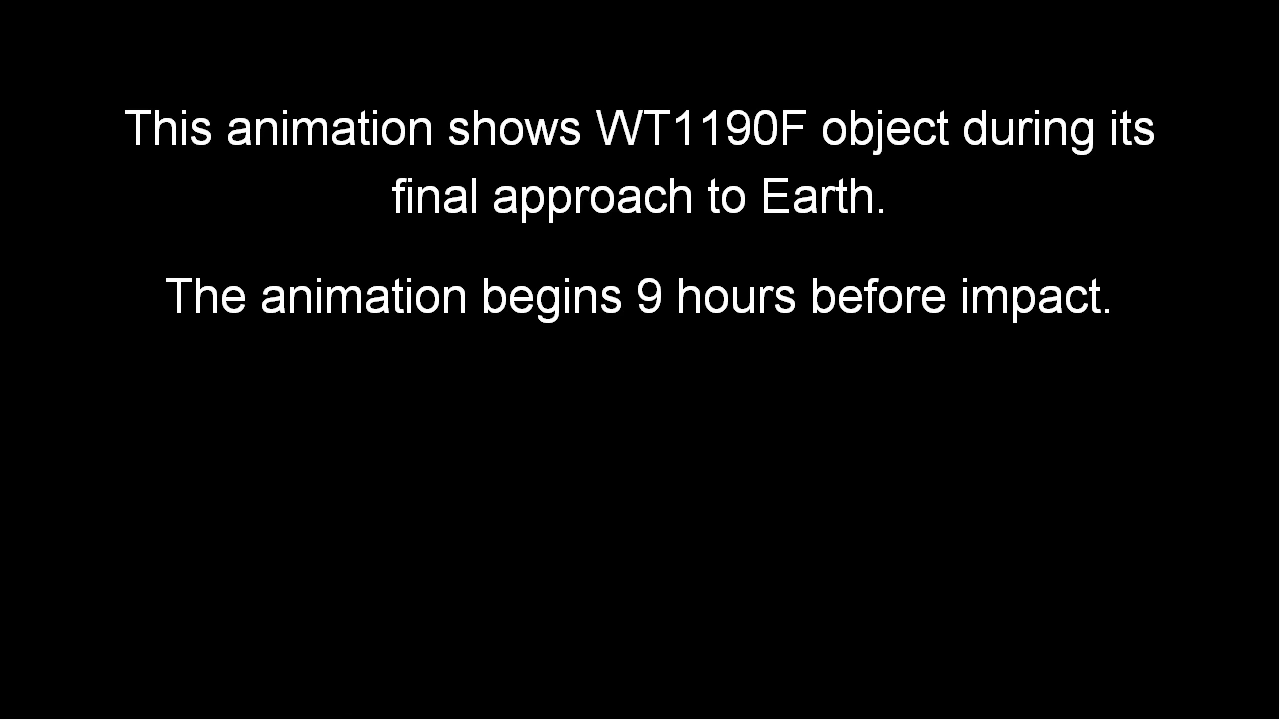 This animation shows WT1190F object during its
final approach to Earth.
The animation begins 9 hours before impact.